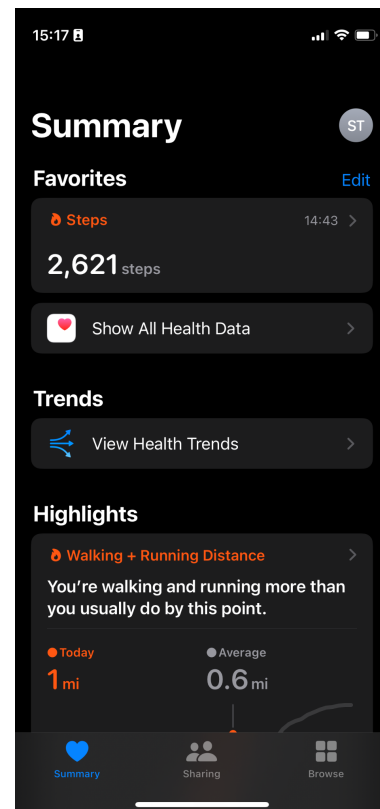 15:17
Summary
ST
Favorites
Edit
Steps
14:43
2,621 steps
Show All Health Data
Trends
View Health Trends
Highlights
Walking + Running Distance
You're walking and running more than
you usually do by this point.
Today
Average
1 mi
0.6 mi
Summary
Sharing
Browse